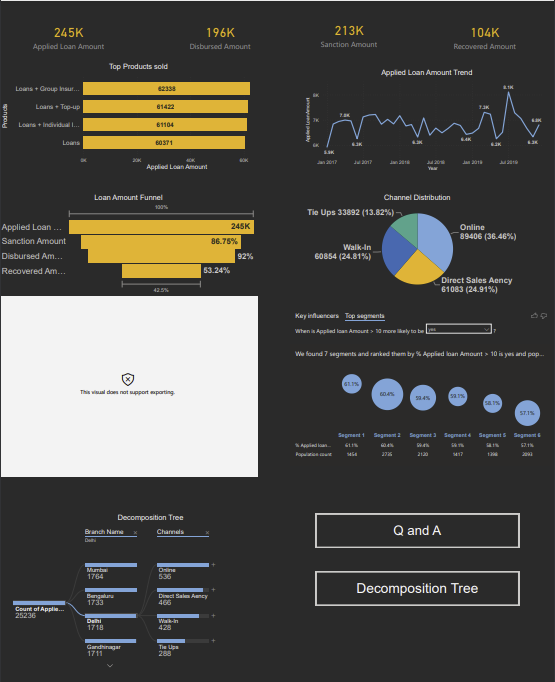 245K
Applied Loan Amount
196K
Disbursed Amount
213K
Sanction Amount
104K
Recovered Amount
Top Products sold
Products
Loans + Group Insur...
62338
Loans + Top-up
61422
Loans + Individual I...
61104
Loans
60371
0K
20K
40K
60K
Applied Loan Amount
Applied Loan Amount Trend
Applied Loan Amount
8K
7K
6K
5.9K
7.0K
6.3K
6.3K
6.4K
7.3K
6.2K
8.1K
6.3K
6.8K
Jan 2017
Jul 2017
Jan 2018
Jul 2018
Jan 2019
Jul 2019
Year
Loan Amount Funnel
100%
Applied Loan ...
245K
Sanction Amount
86.75%
Disbursed Am...
92%
Recovered Am...
53.24%
42.5%
Channel Distribution
Tie Ups 33892 (13.82%)
Online
89406 (36.46%)
Walk-In
60854 (24.81%)
Direct Sales Aency
61083 (24.91%)
This visual does not support exporting.
Key influencers Top segments
When is Applied loan Amount > 10 more likely to be yes ?
We found 7 segments and ranked them by % Applied loan Amount > 10 is yes and pop...
61.1%
60.4%
59.4%
59.1%
58.1%
57.1%
Segment 1 Segment 2 Segment 3 Segment 4 Segment 5 Segment 6
% Applied loan... 61.1% 60.4% 59.4% 59.1% 58.1% 57.1%
Population count 1454 2735 2120 1417 1398 2093
Decomposition Tree
Branch Name
×
Delhi
Channels
×
Count of Applie...
25236
Mumbai
1764
Bengaluru
1733
Delhi
1718
Gandhinagar
1711
Online
536
Direct Sales Aency
466
Walk-In
428
Tie Ups
288
Q and A
Decomposition Tree